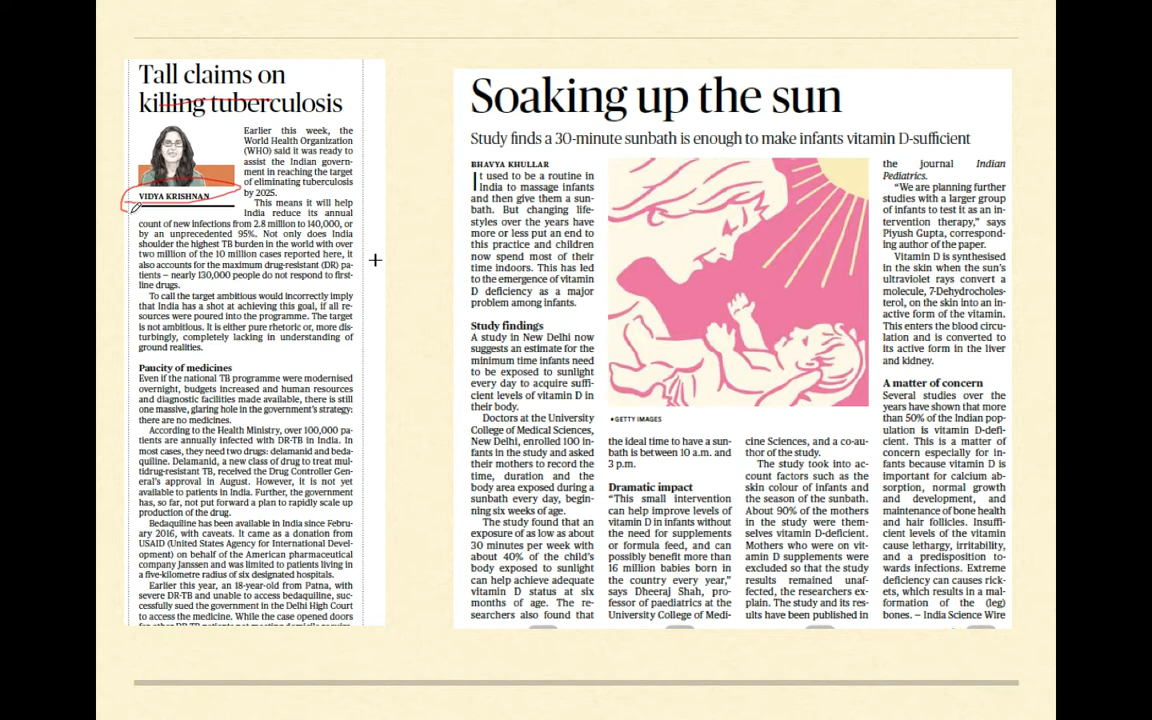 Tall claims on
killing tuberculosis
VIDYA KRISHNAN
Earlier this week, the
World Health Organization
(WHO) said it was ready to
assist the Indian govern-
ment in reaching the target
of eliminating tuberculosis
by 2025.
This means it will help
India reduce its annual
count of new infections from 2.8 million to 140,000, or
by an unprecedented 95%. Not only does India
shoulder the highest TB burden in the world with over
two million of the 10 million cases reported here, it
also accounts for the maximum drug-resistant (DR) pa-
tients – nearly 130,000 people do not respond to first-
line drugs.
To call the target ambitious would incorrectly imply
that India has a shot at achieving this goal, if all re-
sources were poured into the programme. The target
is not ambitious. It is either pure rhetoric or, more dis-
turbingly, completely lacking in understanding of
ground realities.
Paucity of medicines
Even if the national TB programme were modernised
overnight, budgets increased and human resources
and diagnostic facilities made available, there is still
one massive, glaring hole in the government's strategy:
there are no medicines.
According to the Health Ministry, over 100,000 pa-
tients are annually infected with DR-TB in India. In
most cases, they need two drugs: delamanid and beda-
quiline. Delamanid, a new class of drug to treat mul-
tidrug-resistant TB, received the Drug Controller Gen-
eral's approval in August. However, it is not yet
available to patients in India. Further, the government
has, so far, not put forward a plan to rapidly scale up
production of the drug.
Bedaquiline has been available in India since Febru-
ary 2016, with caveats. It came as a donation from
USAID (United States Agency for International Devel-
opment) on behalf of the American pharmaceutical
company Janssen and was limited to patients living in
a five-kilometre radius of six designated hospitals.
Earlier this year, an 18-year-old from Patna, with
severe DR-TB and unable to access bedaquiline, suc-
cessfully sued the government in the Delhi High Court
to access the medicine. While the case opened doors
Soaking up the sun
Study finds a 30-minute sunbath is enough to make infants vitamin D-sufficient
BHAVYA KHULLAR
It used to be a routine in
India to massage infants
and then give them a sun-
bath. But changing life-
styles over the years have
more or less put an end to
this practice and children
now spend most of their
time indoors. This has led
to the emergence of vitamin
D deficiency as a major
problem among infants.
Study findings
A study in New Delhi now
suggests an estimate for the
minimum time infants need
to be exposed to sunlight
every day to acquire suffi-
cient levels of vitamin D in
their body.
Doctors at the University
College of Medical Sciences,
New Delhi, enrolled 100 in-
fants in the study and asked
their mothers to record the
time, duration and the
body area exposed during a
sunbath every day, begin-
ning six weeks of age.
The study found that an
exposure of as low as about
30 minutes per week with
about 40% of the child's
body exposed to sunlight
can help achieve adequate
vitamin D status at six
months of age. The re-
searchers also found that
▪GETTY IMAGES
the ideal time to have a sun-
bath is between 10 a.m. and
3 p.m.
Dramatic impact
“This small intervention
can help improve levels of
vitamin D in infants without
the need for supplements
or formula feed, and can
possibly benefit more than
16 million babies born in
the country every year,”
says Dheeraj Shah, pro-
fessor of paediatrics at the
University College of Medi-
cine Sciences, and a co-au-
thor of the study.
The study took into ac-
count factors such as the
skin colour of infants and
the season of the sunbath.
About 90% of the mothers
in the study were them-
selves vitamin D-deficient.
Mothers who were on vit-
amin D supplements were
excluded so that the study
results remained unaf-
fected, the researchers ex-
plain. The study and its res-
ults have been published in
the journal Indian
Pediatrics.
“We are planning further
studies with a larger group
of infants to test it as an in-
tervention therapy,” says
Piyush Gupta, correspond-
ing author of the paper.
Vitamin D is synthesised
in the skin when the sun's
ultraviolet rays convert a
molecule, 7-Dehydrocholes-
terol, on the skin into an in-
active form of the vitamin.
This enters the blood circu-
lation and is converted to
its active form in the liver
and kidney.
A matter of concern
Several studies over the
years have shown that more
than 50% of the Indian pop-
ulation is vitamin D-defi-
cient. This is a matter of
concern especially for in-
fants because vitamin D is
important for calcium ab-
sorption, normal growth
and development, and
maintenance of bone health
and hair follicles. Insuffi-
cient levels of the vitamin
cause lethargy, irritability,
and a predisposition to-
wards infections. Extreme
deficiency can causes rick-
ets, which results in a mal-
formation of the (leg)
bones. – India Science Wire